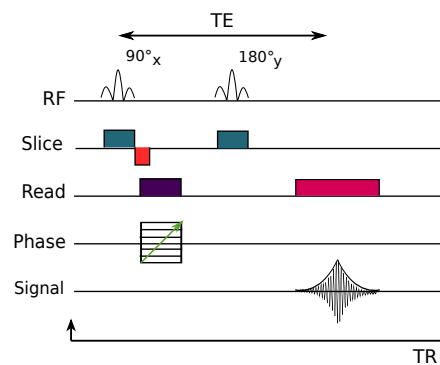 TE
90°x
180°y
RF
Slice
Read
Phase
Signal
TR